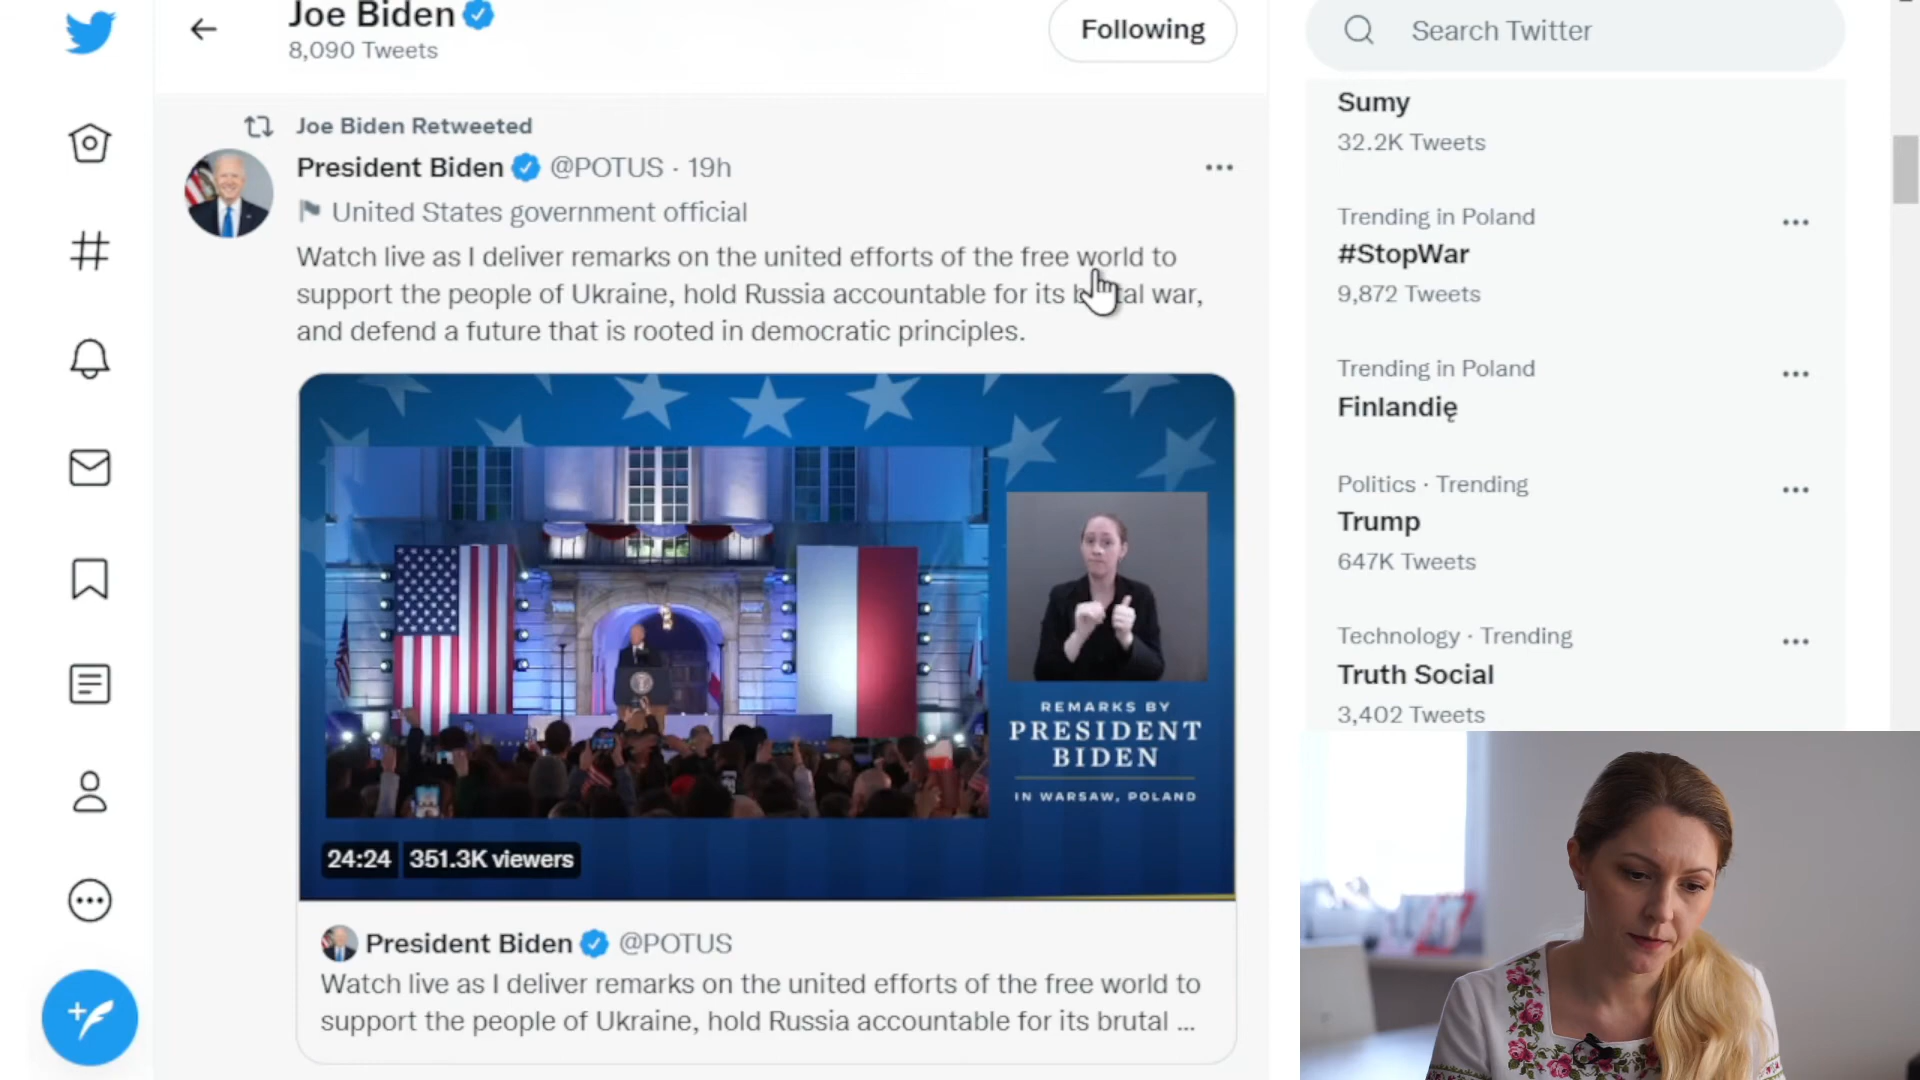 Joe Biden
8,090 Tweets
Following
Joe Biden Retweeted
President Biden @POTUS · 19h
United States government official
Watch live as I deliver remarks on the united efforts of the free world to
support the people of Ukraine, hold Russia accountable for its brutal war,
and defend a future that is rooted in democratic principles.
REMARKS BY
PRESIDENT
BIDEN
IN WARSAW, POLAND
24:24 351.3K viewers
President Biden @POTUS
Watch live as I deliver remarks on the united efforts of the free world to
support the people of Ukraine, hold Russia accountable for its brutal ...
Search Twitter
Sumy
32.2K Tweets
Trending in Poland
#StopWar
9,872 Tweets
Trending in Poland
Finlandię
Politics · Trending
Trump
647K Tweets
Technology · Trending
Truth Social
3,402 Tweets